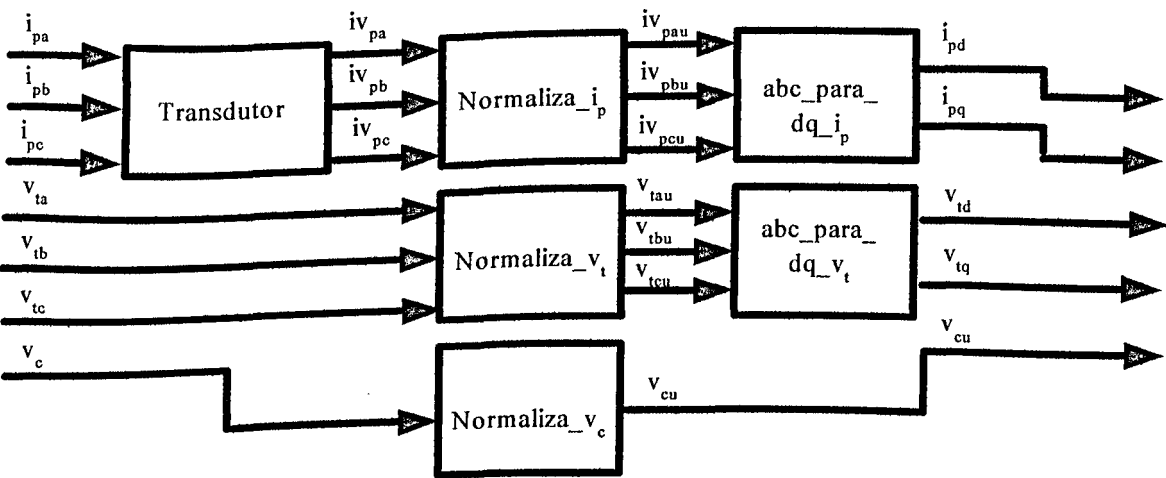 i_pa
iv_pa
iv_pau
i_pd
i_pb
iv_pb
iv_pbu
i_pq
i_pc
iv_pc
iv_pcu
Transdutor
Normaliza_i_p
abc_para_
dq_i_p
v_ta
v_tau
v_td
v_tb
v_tbu
v_tq
v_tc
v_tcu
Normaliza_v_t
abc_para_
dq_v_t
v_c
v_cu
v_cu
Normaliza_v_c